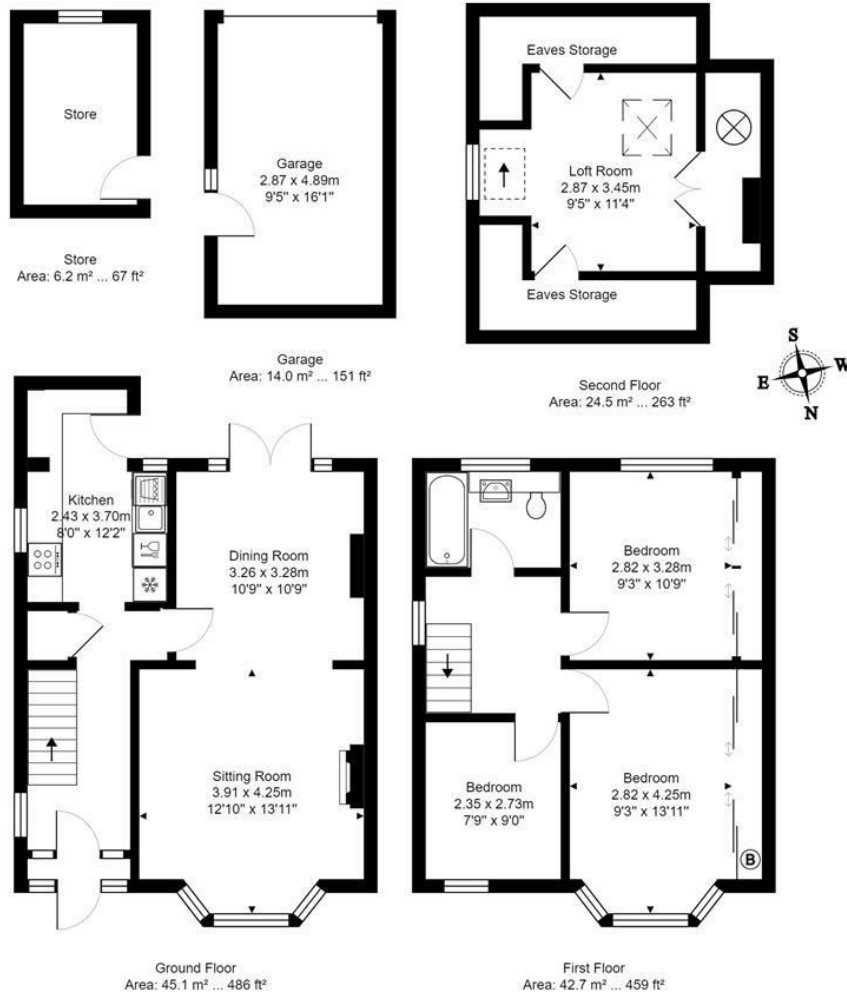 Store
Store
Area: 6.2 m² ... 67 ft²
Garage
2.87 x 4.89m
9'5" x 16'1"
Garage
Area: 14.0 m² ... 151 ft²
Eaves Storage
Loft Room
2.87 x 3.45m
9'5" x 11'4"
Eaves Storage
Second Floor
Area: 24.5 m² ... 263 ft²
S
E
W
N
Kitchen
2.43 x 3.70m
8'0" x 12'2"
Dining Room
3.26 x 3.28m
10'9" x 10'9"
Sitting Room
3.91 x 4.25m
12'10" x 13'11"
Ground Floor
Area: 45.1 m² ... 486 ft²
Bedroom
2.82 x 3.28m
9'3" x 10'9"
Bedroom
2.35 x 2.73m
7'9" x 9'0"
Bedroom
2.82 x 4.25m
9'3" x 13'11"
B
First Floor
Area: 42.7 m² ... 459 ft²